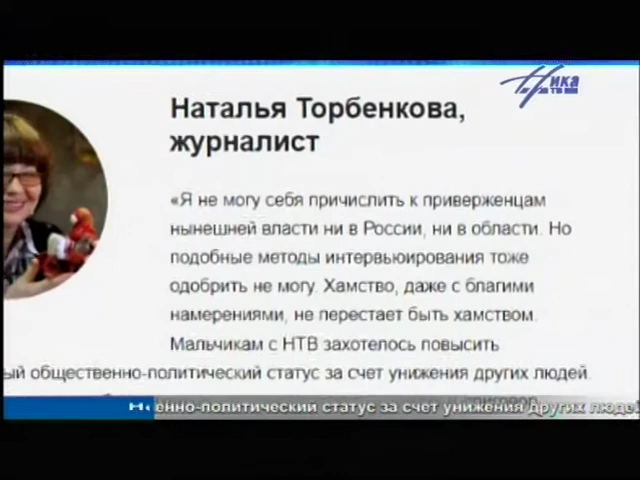 Ника
ТВ
Наталья Торбенкова,
журналист
«Я не могу себя причислить к приверженцам
нынешней власти ни в России, ни в области. Но
подобные методы интервьюирования тоже
одобрить не могу. Хамство, даже с благими
намерениями, не перестает быть хамством.
Мальчикам с НТВ захотелось повысить
ый общественно-политический статус за счет унижения других людей.
енно-политический статус за счет унижения других людей